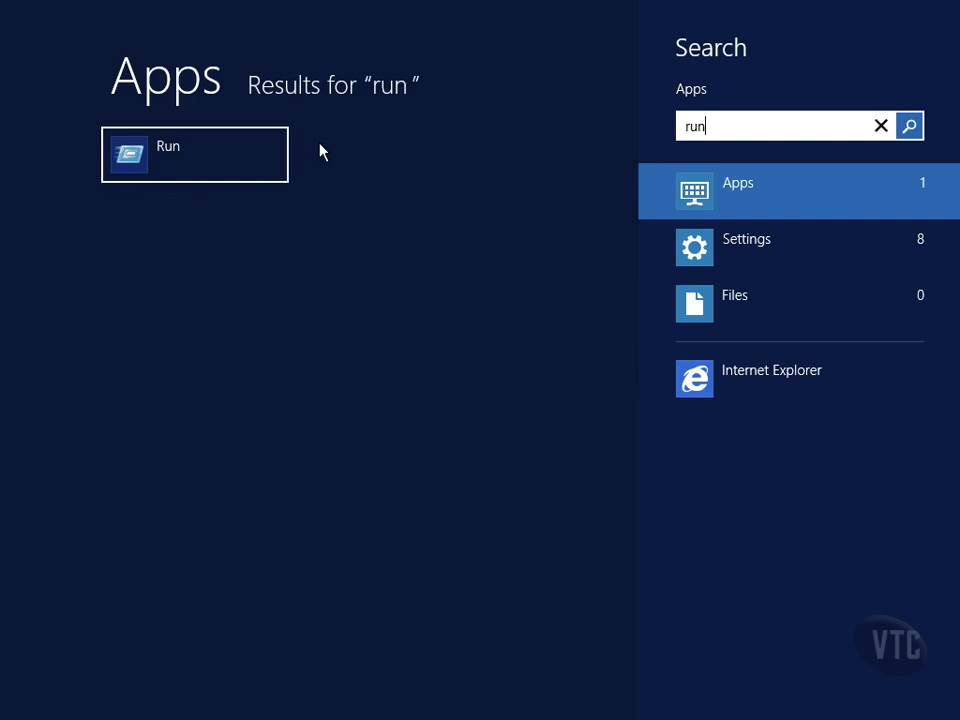 Apps Results for “run ”
Run
Search
Apps
run
Apps 1
Settings 8
Files 0
Internet Explorer
VTC